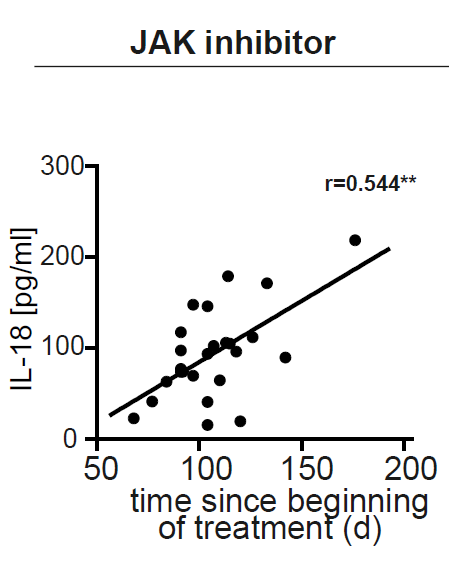 JAK inhibitor
300
r=0.544**
200
100
0
IL-18 [pg/ml]
50 100 150 200
time since beginning
of treatment (d)